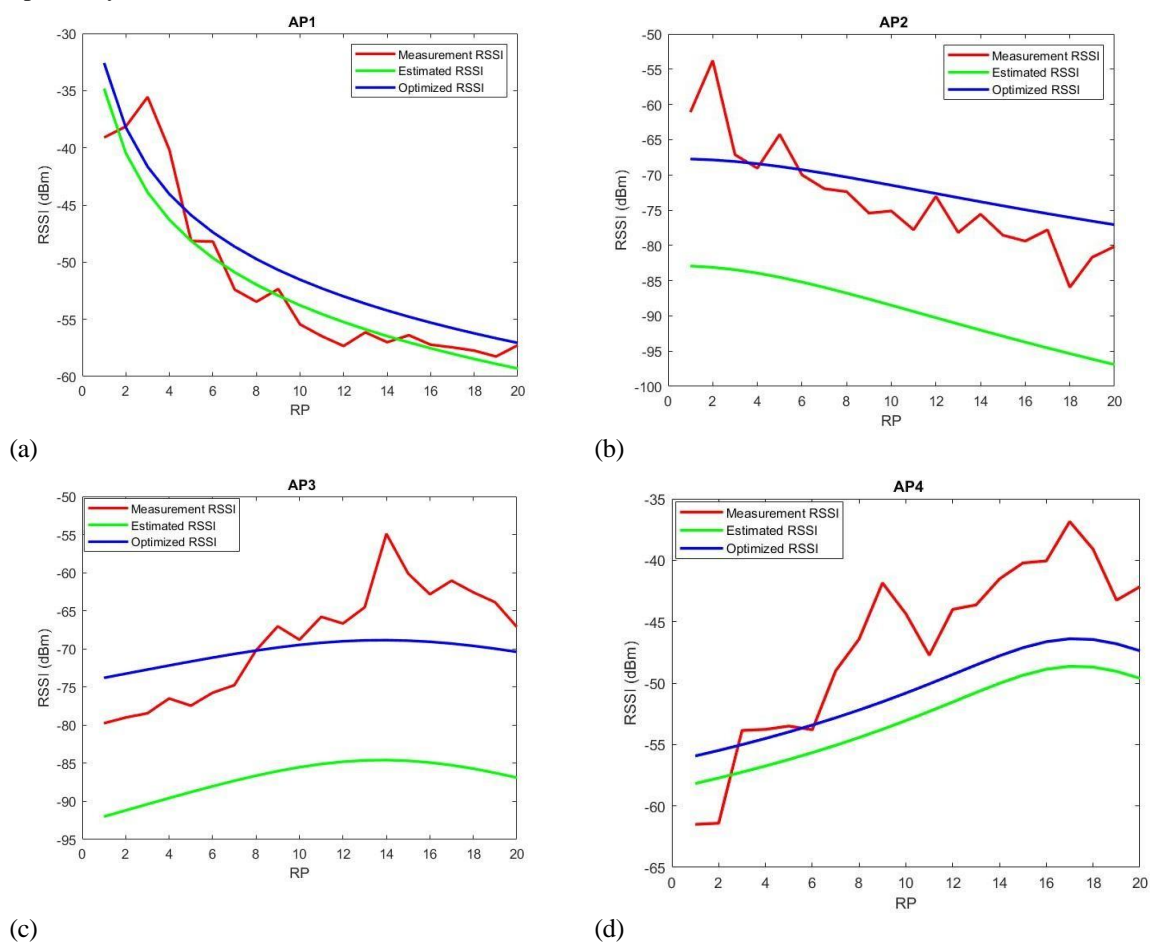 AP1
-30
-35
-40
-45
-50
-55
-60
RSSI (dBm)
0 2 4 6 8 10 12 14 16 18 20
RP
Measurement RSSI
Estimated RSSI
Optimized RSSI
(a)
AP2
-50
-55
-60
-65
-70
-75
-80
-85
-90
-95
-100
RSSI (dBm)
0 2 4 6 8 10 12 14 16 18 20
RP
Measurement RSSI
Estimated RSSI
Optimized RSSI
(b)
AP3
-50
-55
-60
-65
-70
-75
-80
-85
-90
-95
RSSI (dBm)
0 2 4 6 8 10 12 14 16 18 20
RP
Measurement RSSI
Estimated RSSI
Optimized RSSI
(c)
AP4
-35
-40
-45
-50
-55
-60
-65
RSSI (dBm)
0 2 4 6 8 10 12 14 16 18 20
RP
Measurement RSSI
Estimated RSSI
Optimized RSSI
(d)